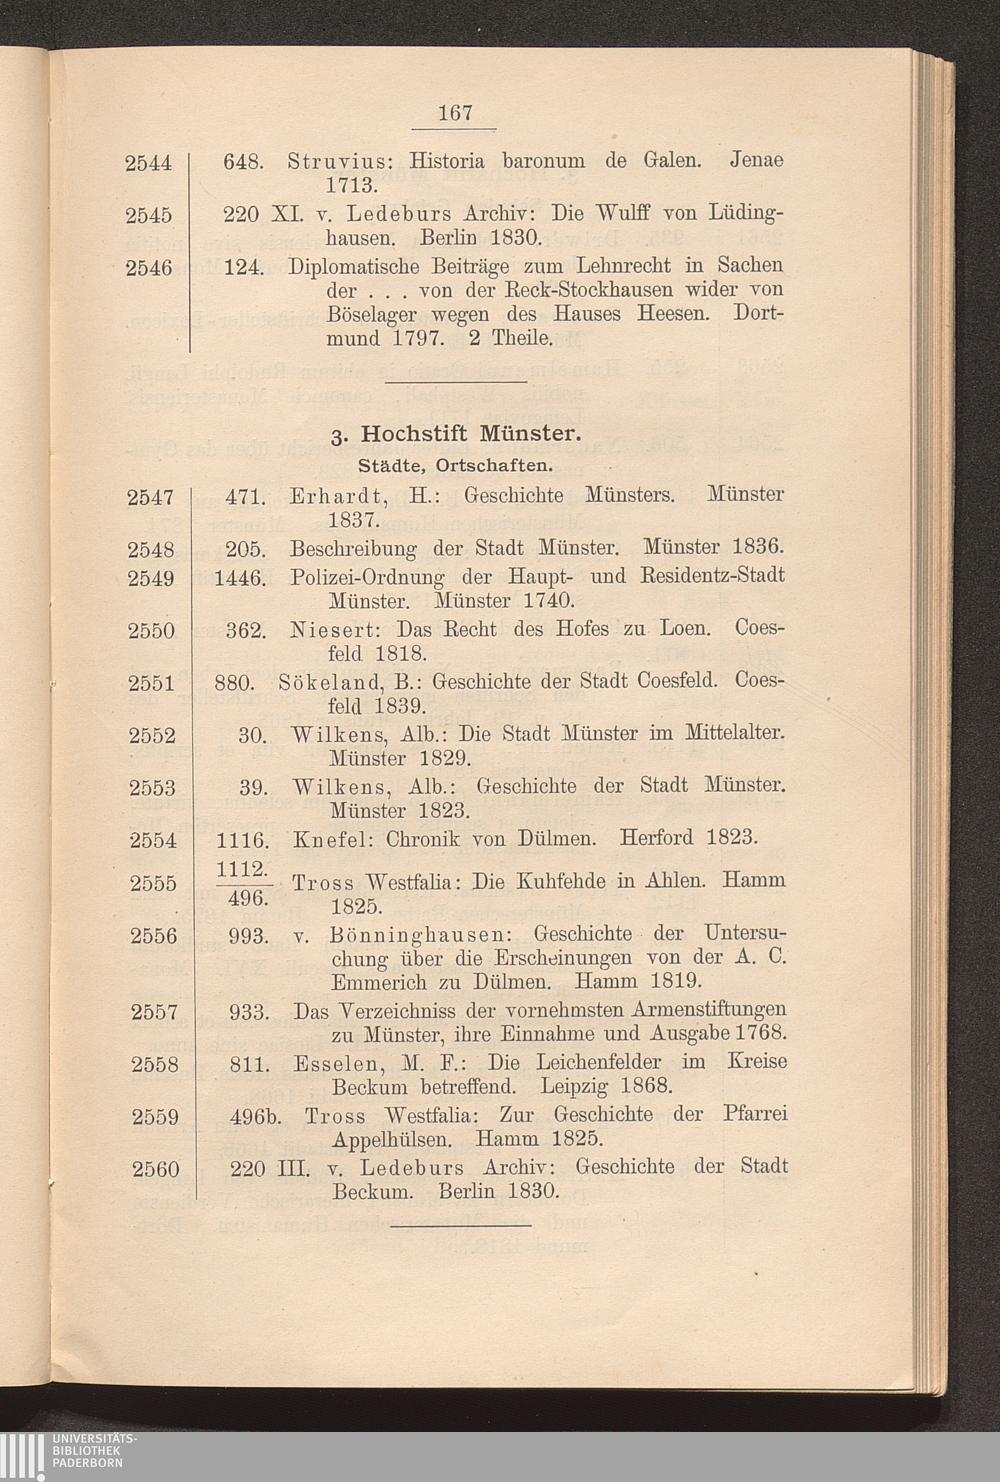 167
2544 648. Struvius: Historia baronum de Galen. Jenae
1713.
2545 220 XI. v. Ledeburs Archiv: Die Wulff von Lüding-
hausen. Berlin 1830.
2546 124. Diplomatische Beiträge zum Lehnrecht in Sachen
der . . . von der Reck-Stockhausen wider von
Böselager wegen des Hauses Heesen. Dort-
mund 1797. 2 Theile.
3. Hochstift Münster.
Städte, Ortschaften.
2547 471. Erhardt, H.: Geschichte Münsters. Münster
1837.
2548 205. Beschreibung der Stadt Münster. Münster 1836.
2549 1446. Polizei-Ordnung der Haupt- und Residentz-Stadt
Münster. Münster 1740.
2550 362. Niesert: Das Recht des Hofes zu Loen. Coes-
feld 1818.
2551 880. Sökeland, B.: Geschichte der Stadt Coesfeld. Coes-
feld 1839.
2552 30. Wilkens, Alb.: Die Stadt Münster im Mittelalter.
Münster 1829.
2553 39. Wilkens, Alb.: Geschichte der Stadt Münster.
Münster 1823.
2554 1116. Knefel: Chronik von Dülmen. Herford 1823.
1112.
2555 496. Tross Westfalia: Die Kuhfehde in Ahlen. Hamm
1825.
2556 993. v. Bönninghausen: Geschichte der Untersu-
chung über die Erscheinungen von der A. C.
Emmerich zu Dülmen. Hamm 1819.
2557 933. Das Verzeichniss der vornehmsten Armenstiftungen
zu Münster, ihre Einnahme und Ausgabe 1768.
2558 811. Esselen, M. F.: Die Leichenfelder im Kreise
Beckum betreffend. Leipzig 1868.
2559 496b. Tross Westfalia: Zur Geschichte der Pfarrei
Appelhülsen. Hamm 1825.
2560 220 III. v. Ledeburs Archiv: Geschichte der Stadt
Beckum. Berlin 1830.
UNIVERSITÄTS-
BIBLIOTHEK
PADERBORN